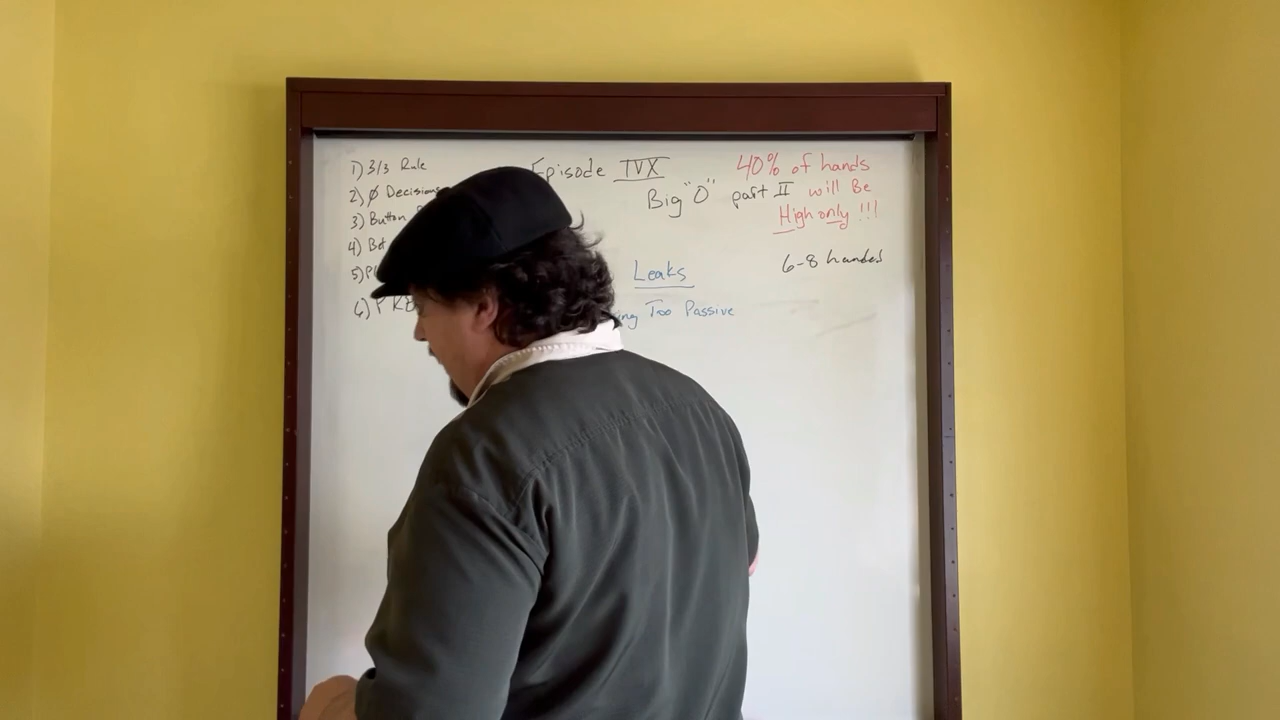 1) 3/3 Rule
2) Ø Decisions
3) Button
4) Bet
5)
6)
Episode IVX
Big "O" part II
40% of hands
will Be
High only !!!
6-8 handed
Leaks
Too Passive